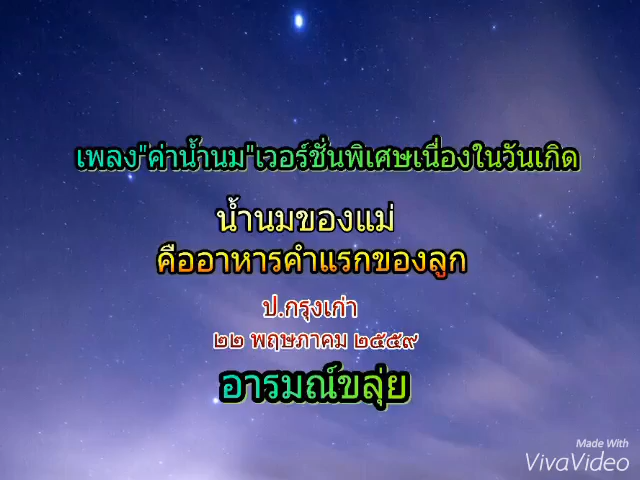 เพลง"ค่าน้ำนม"เวอร์ชั่นพิเศษเนื่องในวันเกิด
น้ำนมของแม่
คืออาหารคำแรกของลูก
ป.กรุงเก่า
๒๒ พฤษภาคม ๒๕๕๙
อารมณ์ขลุ่ย
Made With
VivaVideo